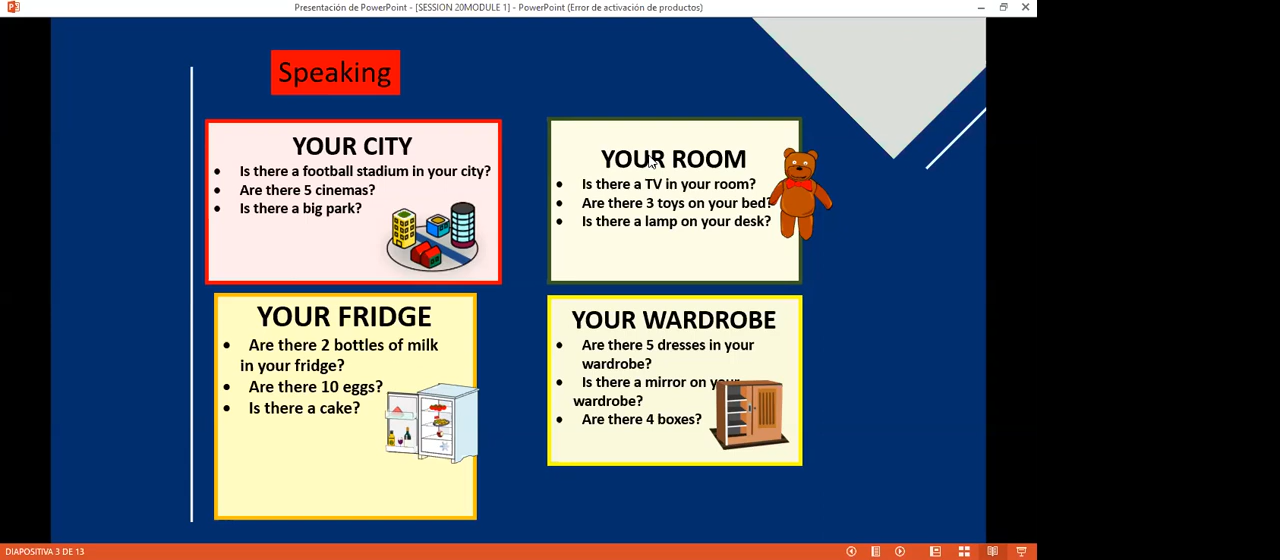 Presentación de PowerPoint - [SESSION 20MODULE 1] - PowerPoint (Error de activación de productos)
Speaking
YOUR CITY
• Is there a football stadium in your city?
• Are there 5 cinemas?
• Is there a big park?
YOUR ROOM
• Is there a TV in your room?
• Are there 3 toys on your bed?
• Is there a lamp on your desk?
YOUR FRIDGE
• Are there 2 bottles of milk
in your fridge?
• Are there 10 eggs?
• Is there a cake?
YOUR WARDROBE
• Are there 5 dresses in your
wardrobe?
• Is there a mirror on your
wardrobe?
• Are there 4 boxes?
DIAPOSITIVA 3 DE 13